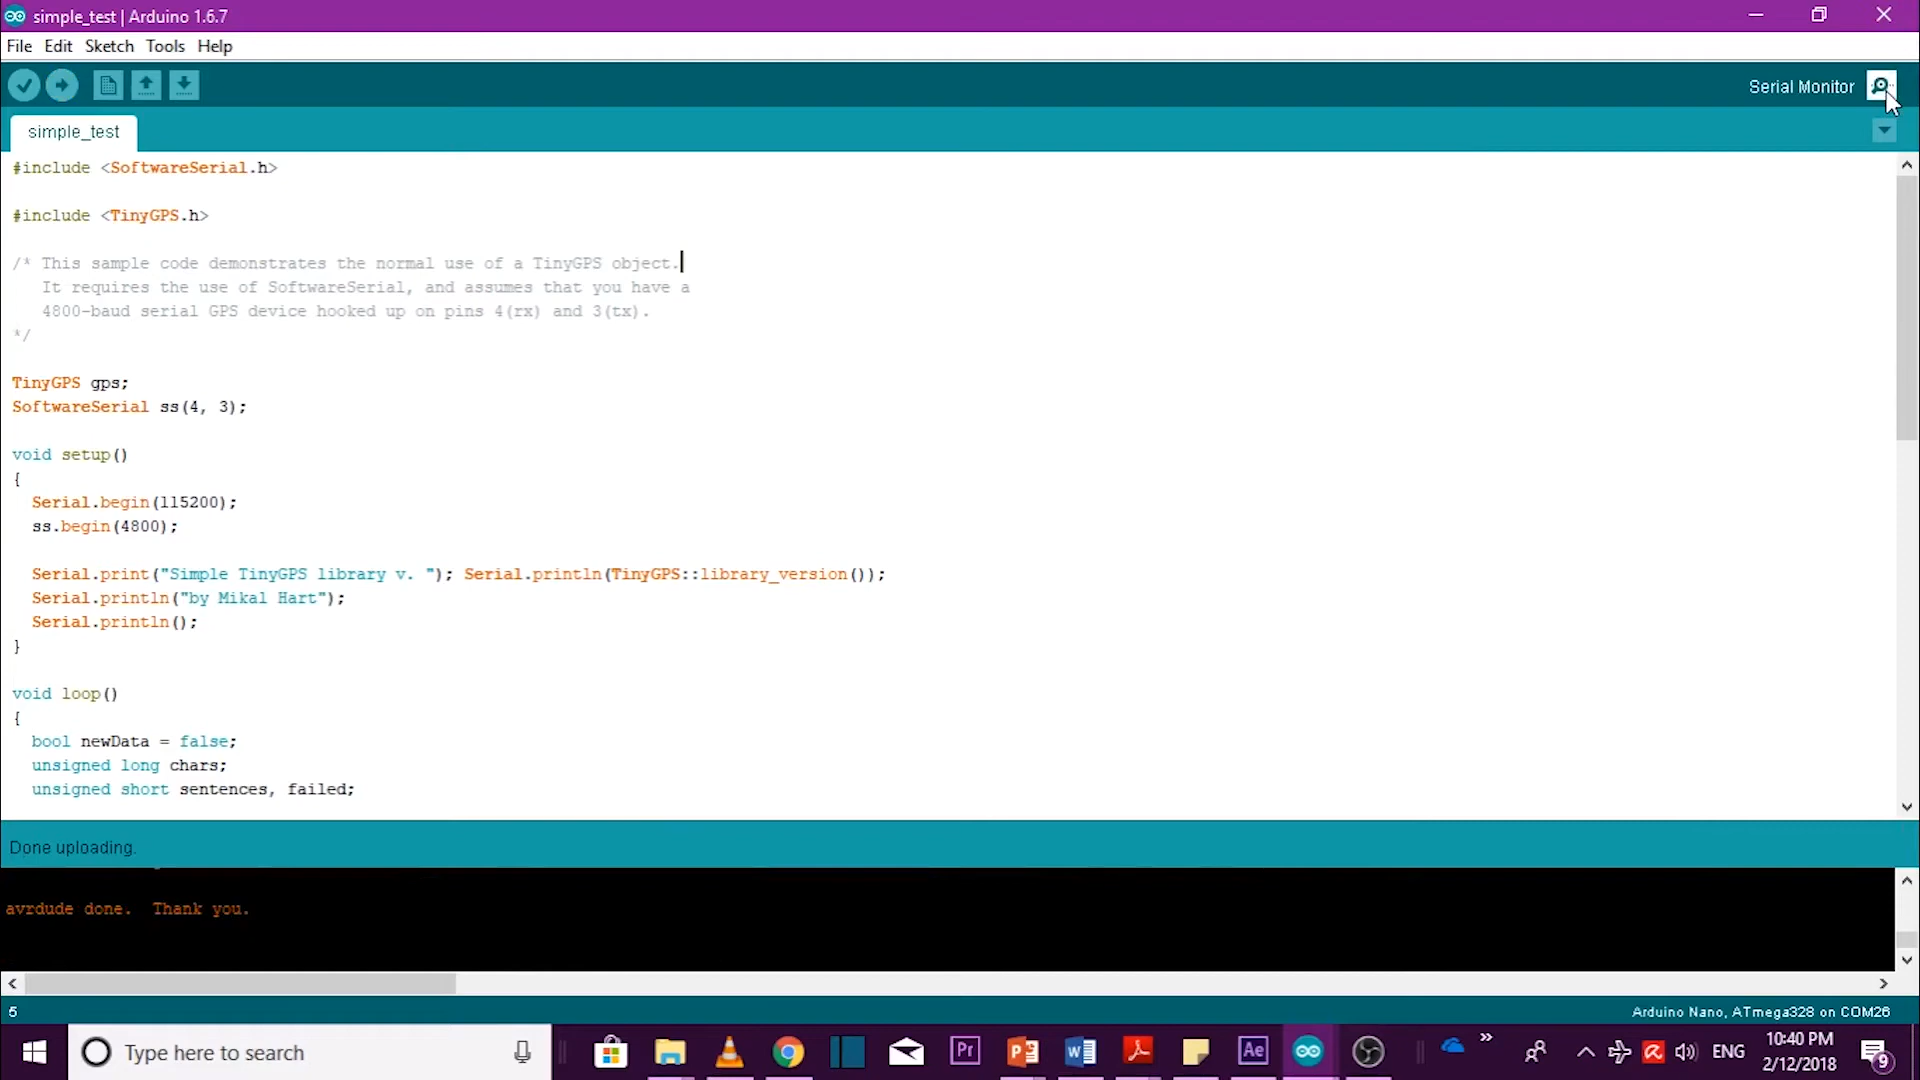 simple_test | Arduino 1.6.7
File Edit Sketch Tools Help
Serial Monitor
simple_test
#include <SoftwareSerial.h>
#include <TinyGPS.h>
/* This sample code demonstrates the normal use of a TinyGPS object.
It requires the use of SoftwareSerial, and assumes that you have a
4800-baud serial GPS device hooked up on pins 4(rx) and 3(tx).
*/
TinyGPS gps;
SoftwareSerial ss(4, 3);
void setup()
{
Serial.begin(115200);
ss.begin(4800);
Serial.print("Simple TinyGPS library v. "); Serial.println(TinyGPS::library_version());
Serial.println("by Mikal Hart");
Serial.println();
}
void loop()
{
bool newData = false;
unsigned long chars;
unsigned short sentences, failed;
Done uploading.
avrdude done.  Thank you.
5
Arduino Nano, ATmega328 on COM26
Type here to search
Pr
Ae
ENG
10:40 PM
2/12/2018
9